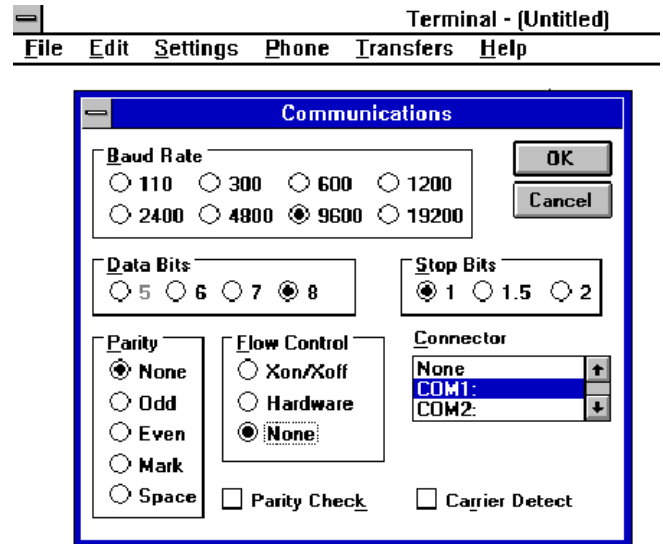 Terminal - (Untitled)
File Edit Settings Phone Transfers Help
Communications
Baud Rate
110 300 600 1200
2400 4800 9600 19200
OK
Cancel
Data Bits
5 6 7 8
Stop Bits
1 1.5 2
Parity
None
Odd
Even
Mark
Space
Flow Control
Xon/Xoff
Hardware
None
Connector
None
COM1:
COM2:
Parity Check
Carrier Detect